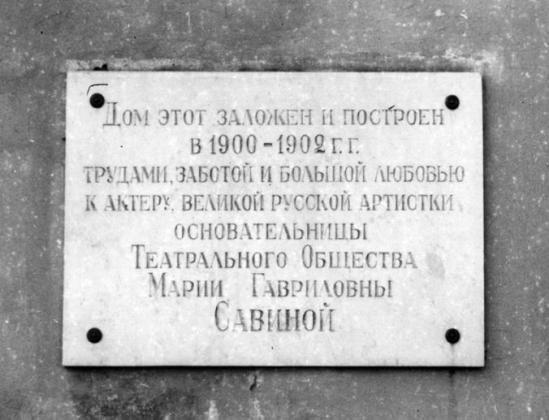 Дом этот заложен и построен
в 1900-1902 г.г.
трудами, заботой и большой любовью
к актеру, великой русской артистки,
основательницы
Театрального Общества
Марии Гавриловны
Савиной